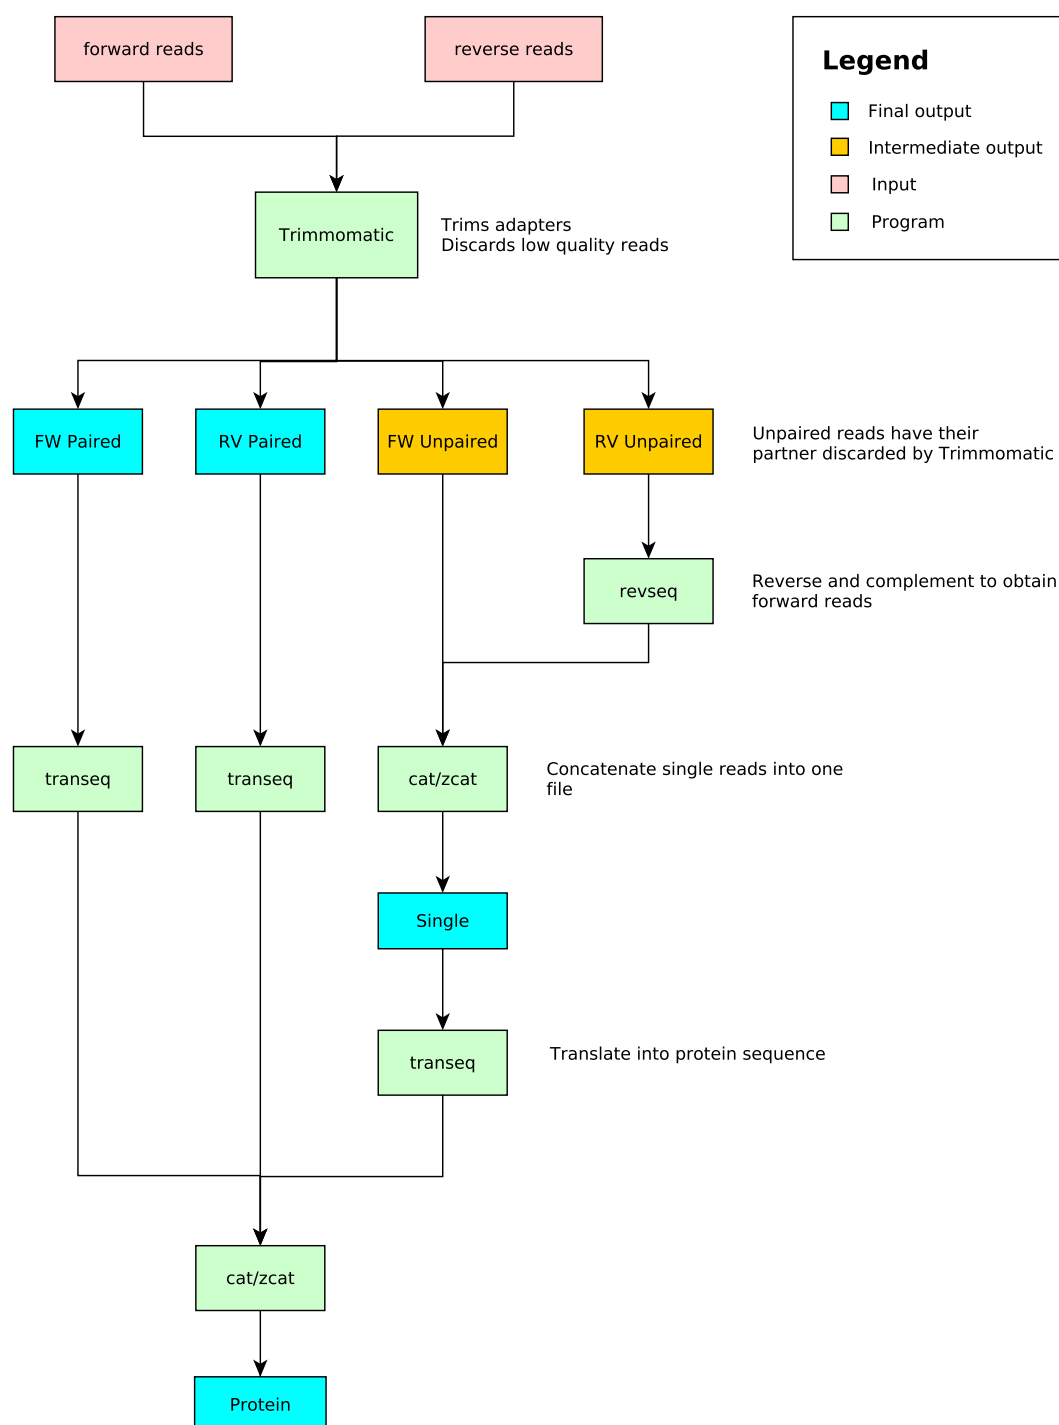 forward reads
reverse reads
Legend
Final output
Intermediate output
Input
Program
Trimmomatic
Trims adapters
Discards low quality reads
FW Paired
RV Paired
FW Unpaired
RV Unpaired
Unpaired reads have their
partner discarded by Trimmomatic
revseq
Reverse and complement to obtain
forward reads
transeq
transeq
cat/zcat
Concatenate single reads into one
file
Single
transeq
Translate into protein sequence
cat/zcat
Protein